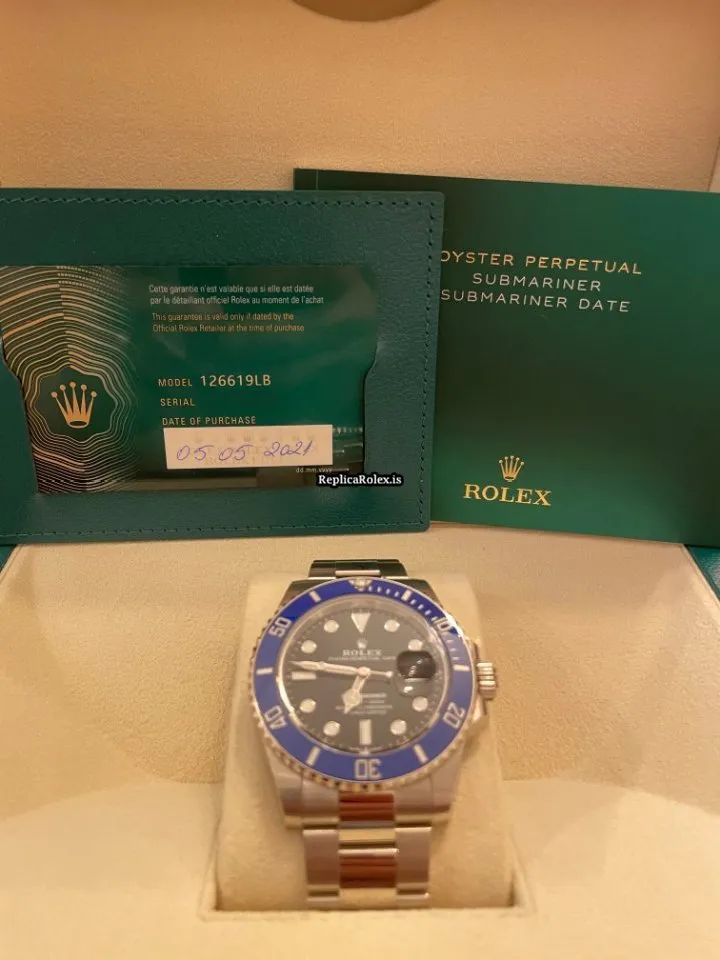 Cette garantie n'est valable que si elle est datée
par le détaillant officiel Rolex au moment de l'achat
This guarantee is valid only if dated by the
Official Rolex Retailer at the time of purchase
MODEL 126619LB
SERIAL
DATE OF PURCHASE
05 05 2021
dd.mm.yyyy
OYSTER PERPETUAL
SUBMARINER
SUBMARINER DATE
ROLEX
ReplicaRolex.is
50
10
ROLEX
40
20
30